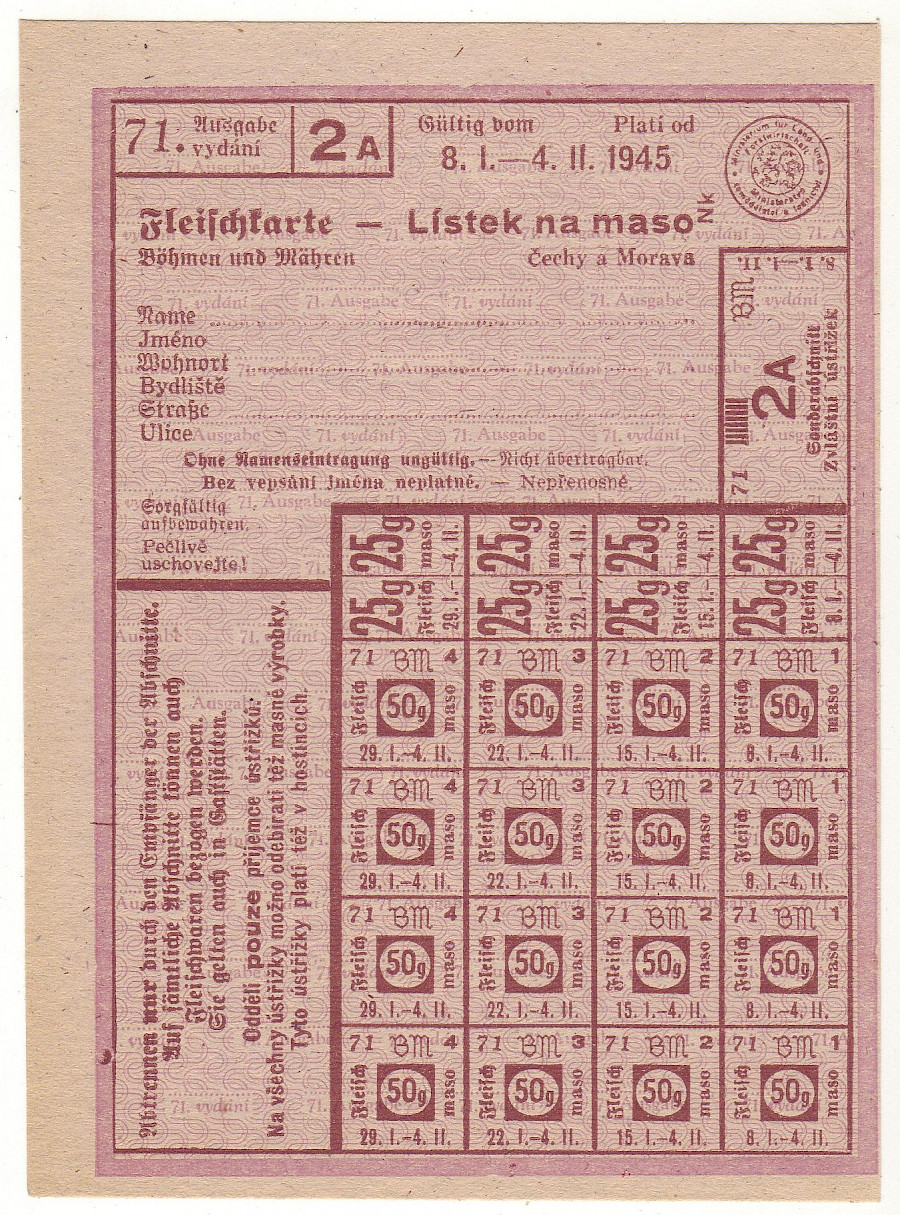 71. Ausgabe
vydání
2A
Gültig vom Platí od
8. I.—4. II. 1945
Ministerium für Land- und Forstwirtschaft
Ministerstvo zemědělství a lesnictví
Fleischkarte – Lístek na maso Nk
Böhmen und Mähren Čechy a Morava
Name
Jméno
Wohnort
Bydliště
Straße
Ulice
Ohne Namenseintragung ungültig. — Nicht übertragbar.
Bez vepsání jména neplatné. — Nepřenosné.
Sorgfältig
aufbewahren.
Pečlivě
uschovejte!
8. I.–4. II.
BM
71
2A
Sonderabschnitt
Zvláštní ústřižek
Abtrennen nur durch den Empfänger der Abschnitte.
Auf sämtliche Abschnitte können auch
Fleischwaren bezogen werden.
Sie gelten auch in Gaststätten.
Oddělí pouze příjemce ústřižků.
Na všechny ústřižky možno odebírati též masné výrobky.
Tyto ústřižky platí též v hostincích.
25g maso –4. II. 25g maso –4. II. 25g maso –4. II. 25g maso –4. II.
25g Fleisch 29. I. 25g Fleisch 22. I. 25g Fleisch 15. I. 25g Fleisch 8. I.
71 BM 4 71 BM 3 71 BM 2 71 BM 1
Fleisch 50g maso Fleisch 50g maso Fleisch 50g maso Fleisch 50g maso
29. I.–4. II. 22. I.–4. II. 15. I.–4. II. 8. I.–4. II.
71 BM 4 71 BM 3 71 BM 2 71 BM 1
Fleisch 50g maso Fleisch 50g maso Fleisch 50g maso Fleisch 50g maso
29. I.–4. II. 22. I.–4. II. 15. I.–4. II. 8. I.–4. II.
71 BM 4 71 BM 3 71 BM 2 71 BM 1
Fleisch 50g maso Fleisch 50g maso Fleisch 50g maso Fleisch 50g maso
29. I.–4. II. 22. I.–4. II. 15. I.–4. II. 8. I.–4. II.
71 BM 4 71 BM 3 71 BM 2 71 BM 1
Fleisch 50g maso Fleisch 50g maso Fleisch 50g maso Fleisch 50g maso
29. I.–4. II. 22. I.–4. II. 15. I.–4. II. 8. I.–4. II.